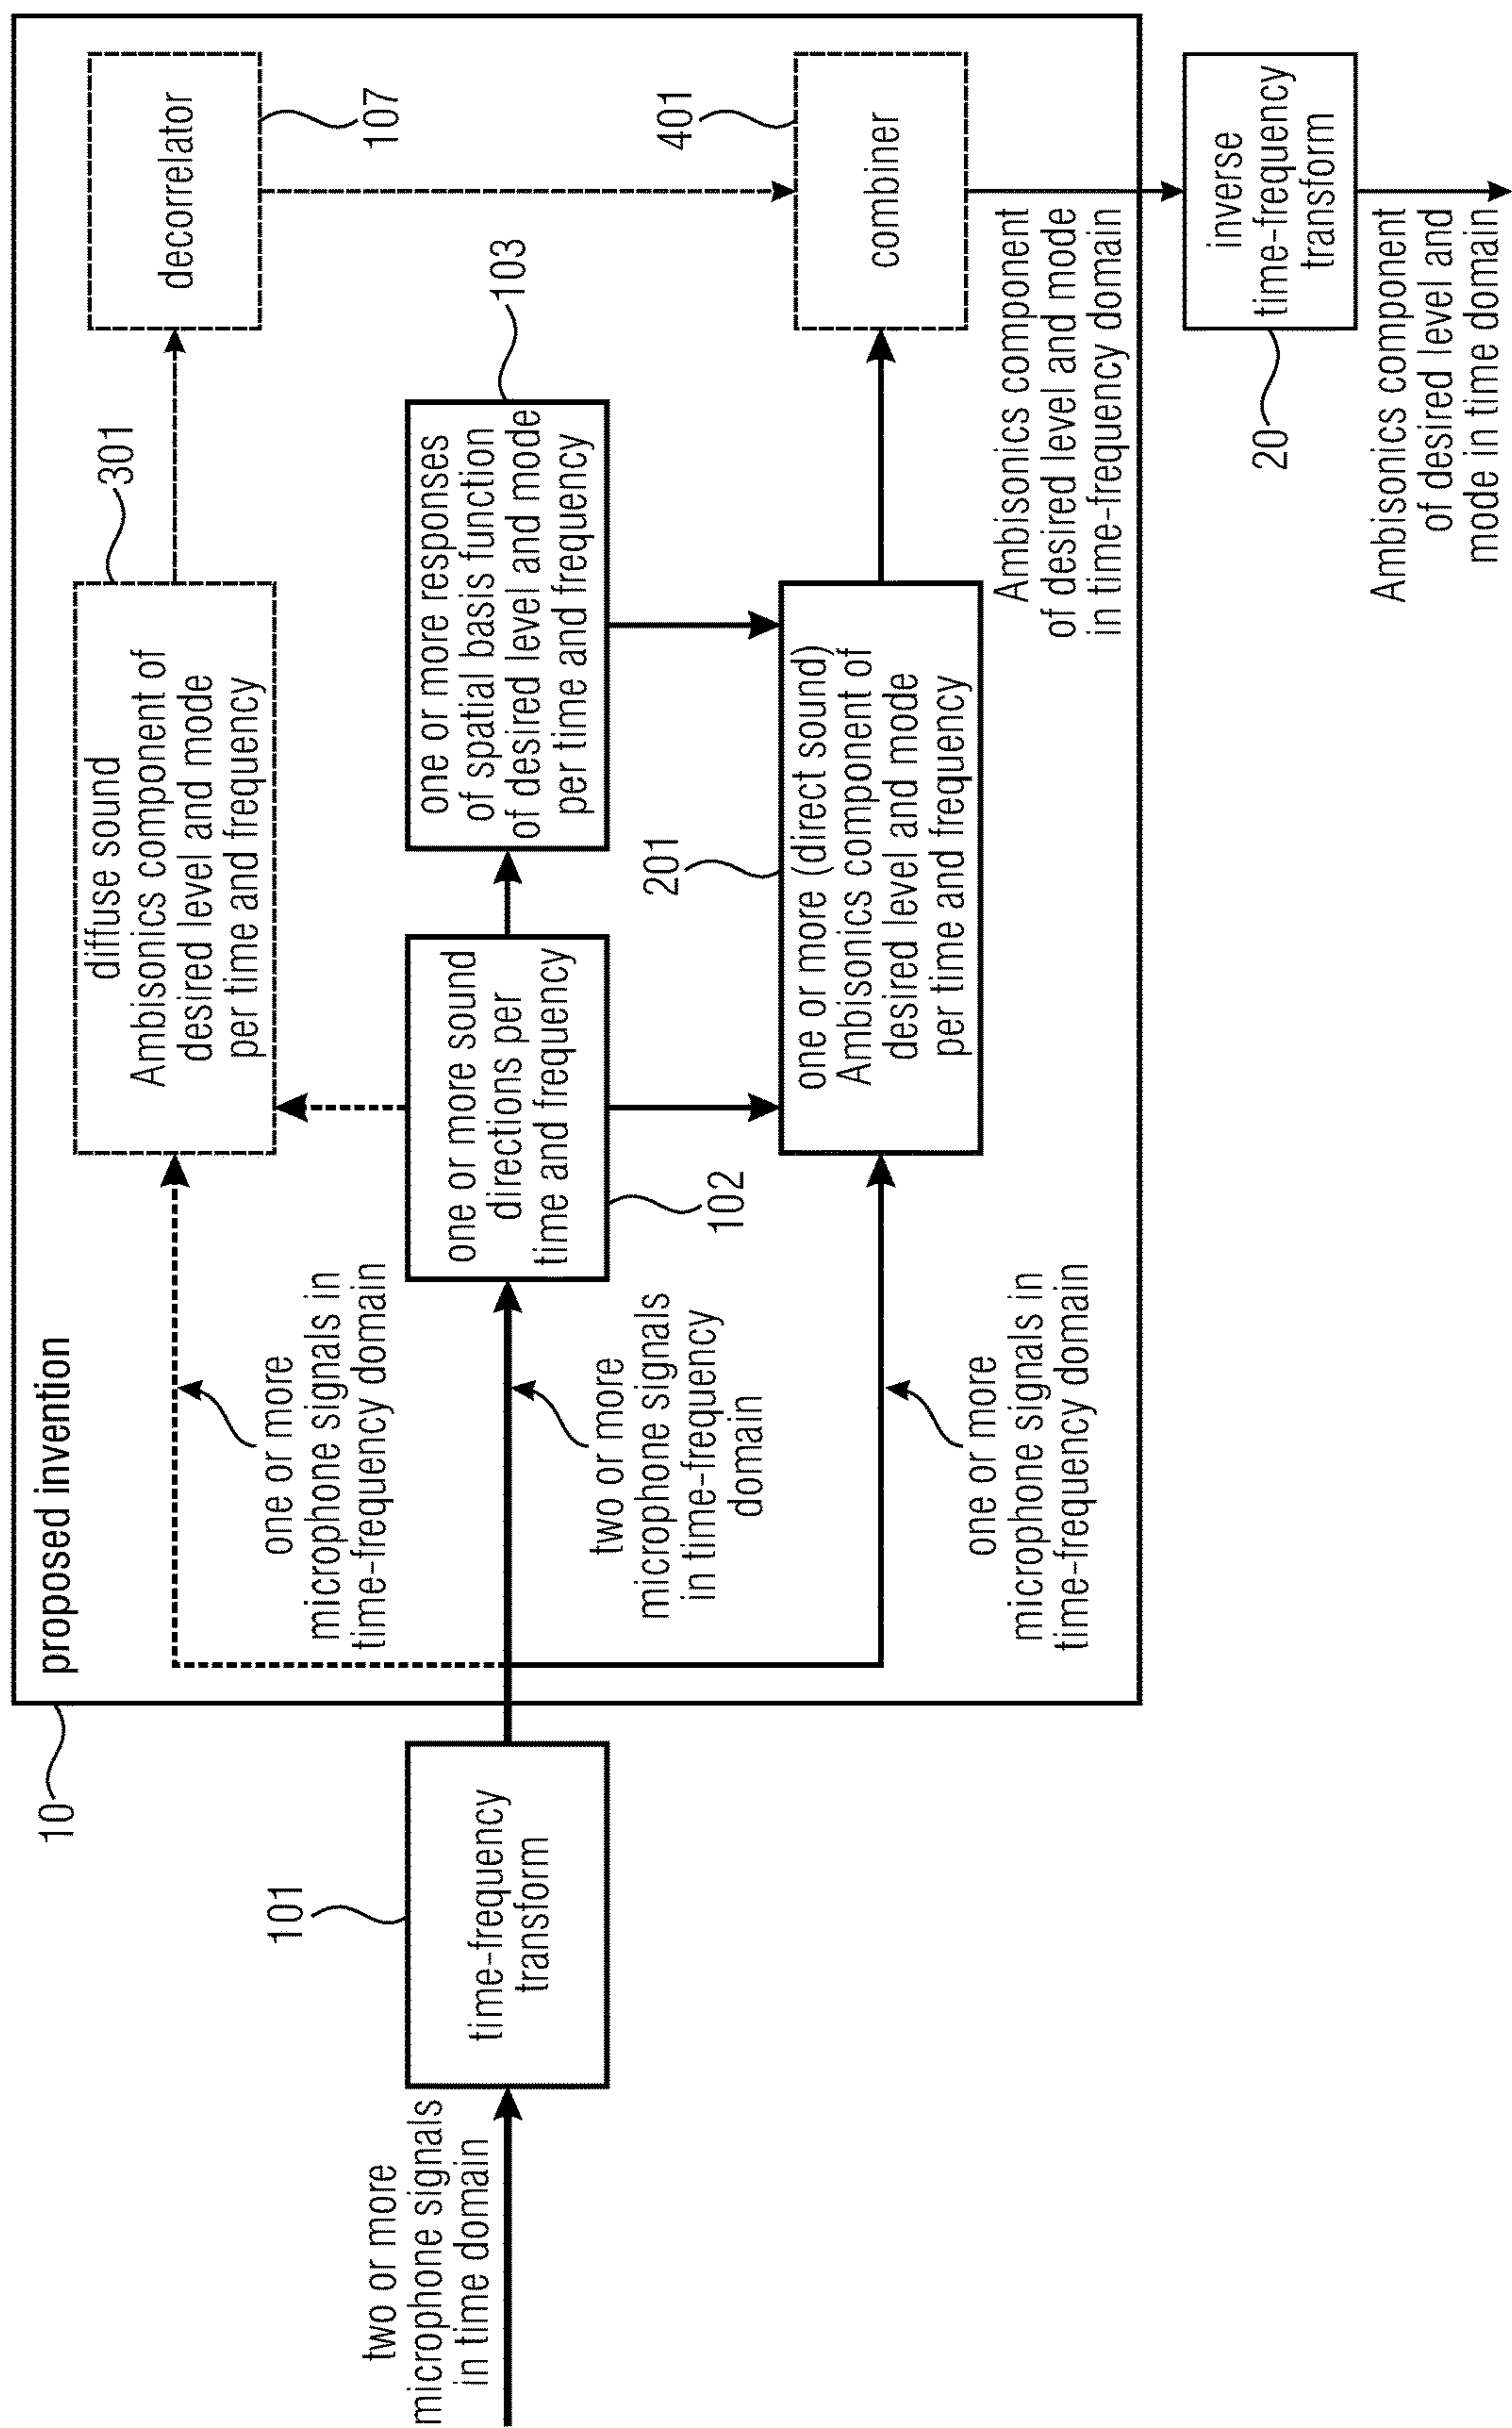 proposed invention
10
two or more
microphone signals
in time domain
101
time-frequency
transform
one or more
microphone signals in
time-frequency domain
two or more
microphone signals
in time-frequency
domain
one or more
microphone signals in
time-frequency domain
diffuse sound
Ambisonics component of
desired level and mode
per time and frequency
301
one or more sound
directions per
time and frequency
102
one or more responses
of spatial basis function
of desired level and mode
per time and frequency
103
201
one or more (direct sound)
Ambisonics component of
desired level and mode
per time and frequency
decorrelator
107
401
combiner
Ambisonics component
of desired level and mode
in time-frequency domain
inverse
time-frequency
transform
20
Ambisonics component
of desired level and
mode in time domain